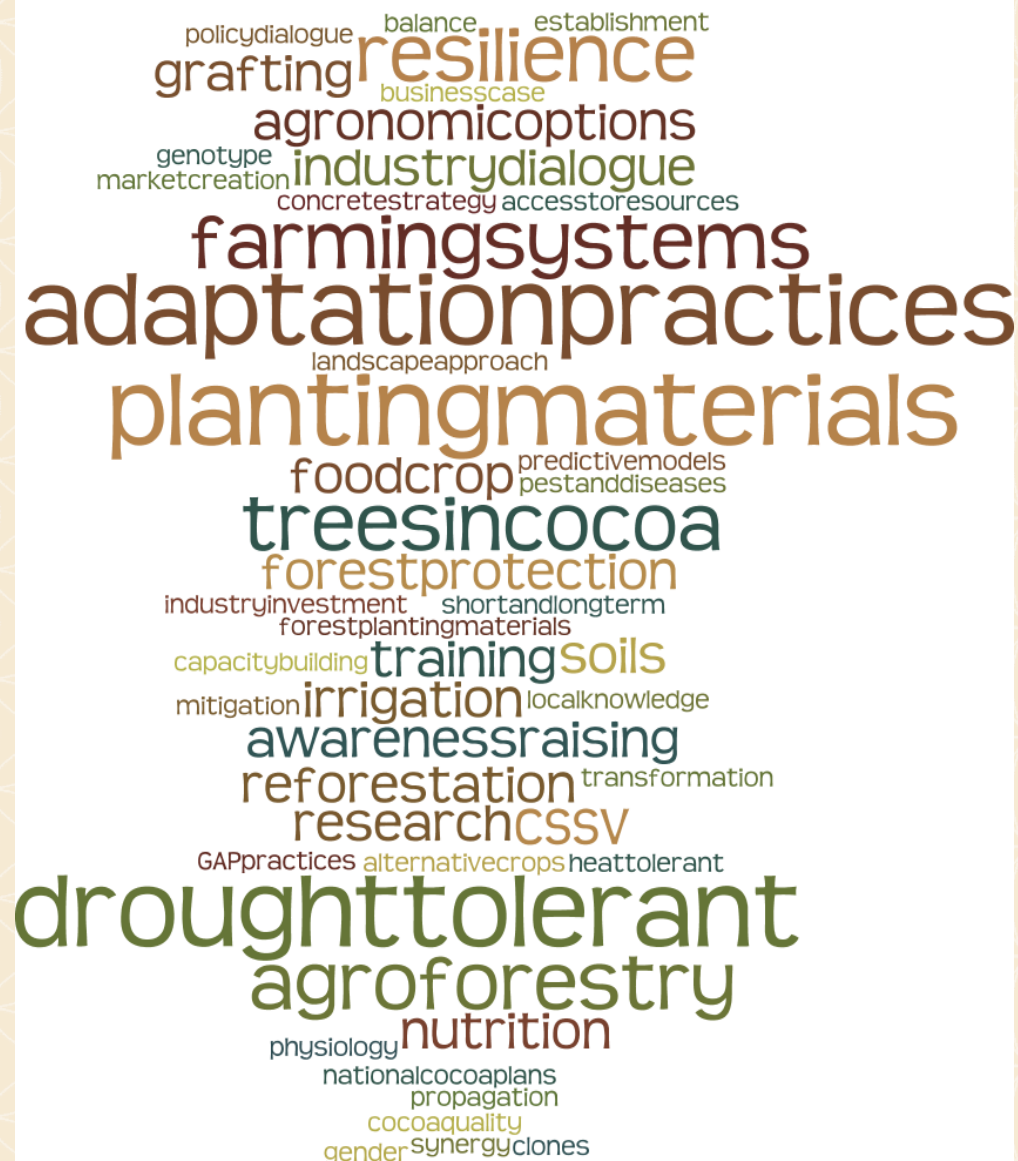 balance establishment
policydialogue
grafting resilience
businesscase
agronomicoptions
genotype
marketcreation industrydialogue
concretestrategy accesstoresources
farmingsystems
adaptationpractices
landscapeapproach
plantingmaterials
foodcrop predictivemodels
pestanddiseases
treesincocoa
forestprotection
industryinvestment shortandlongterm
forestplantingmaterials
capacitybuilding training soils
mitigation irrigation localknowledge
awarenessraising
reforestation transformation
research CSSV
GAPpractices alternativecrops heattolerant
droughttolerant
agroforestry
physiology nutrition
nationalcocoaplans
propagation
cocoaquality
gender synergy clones